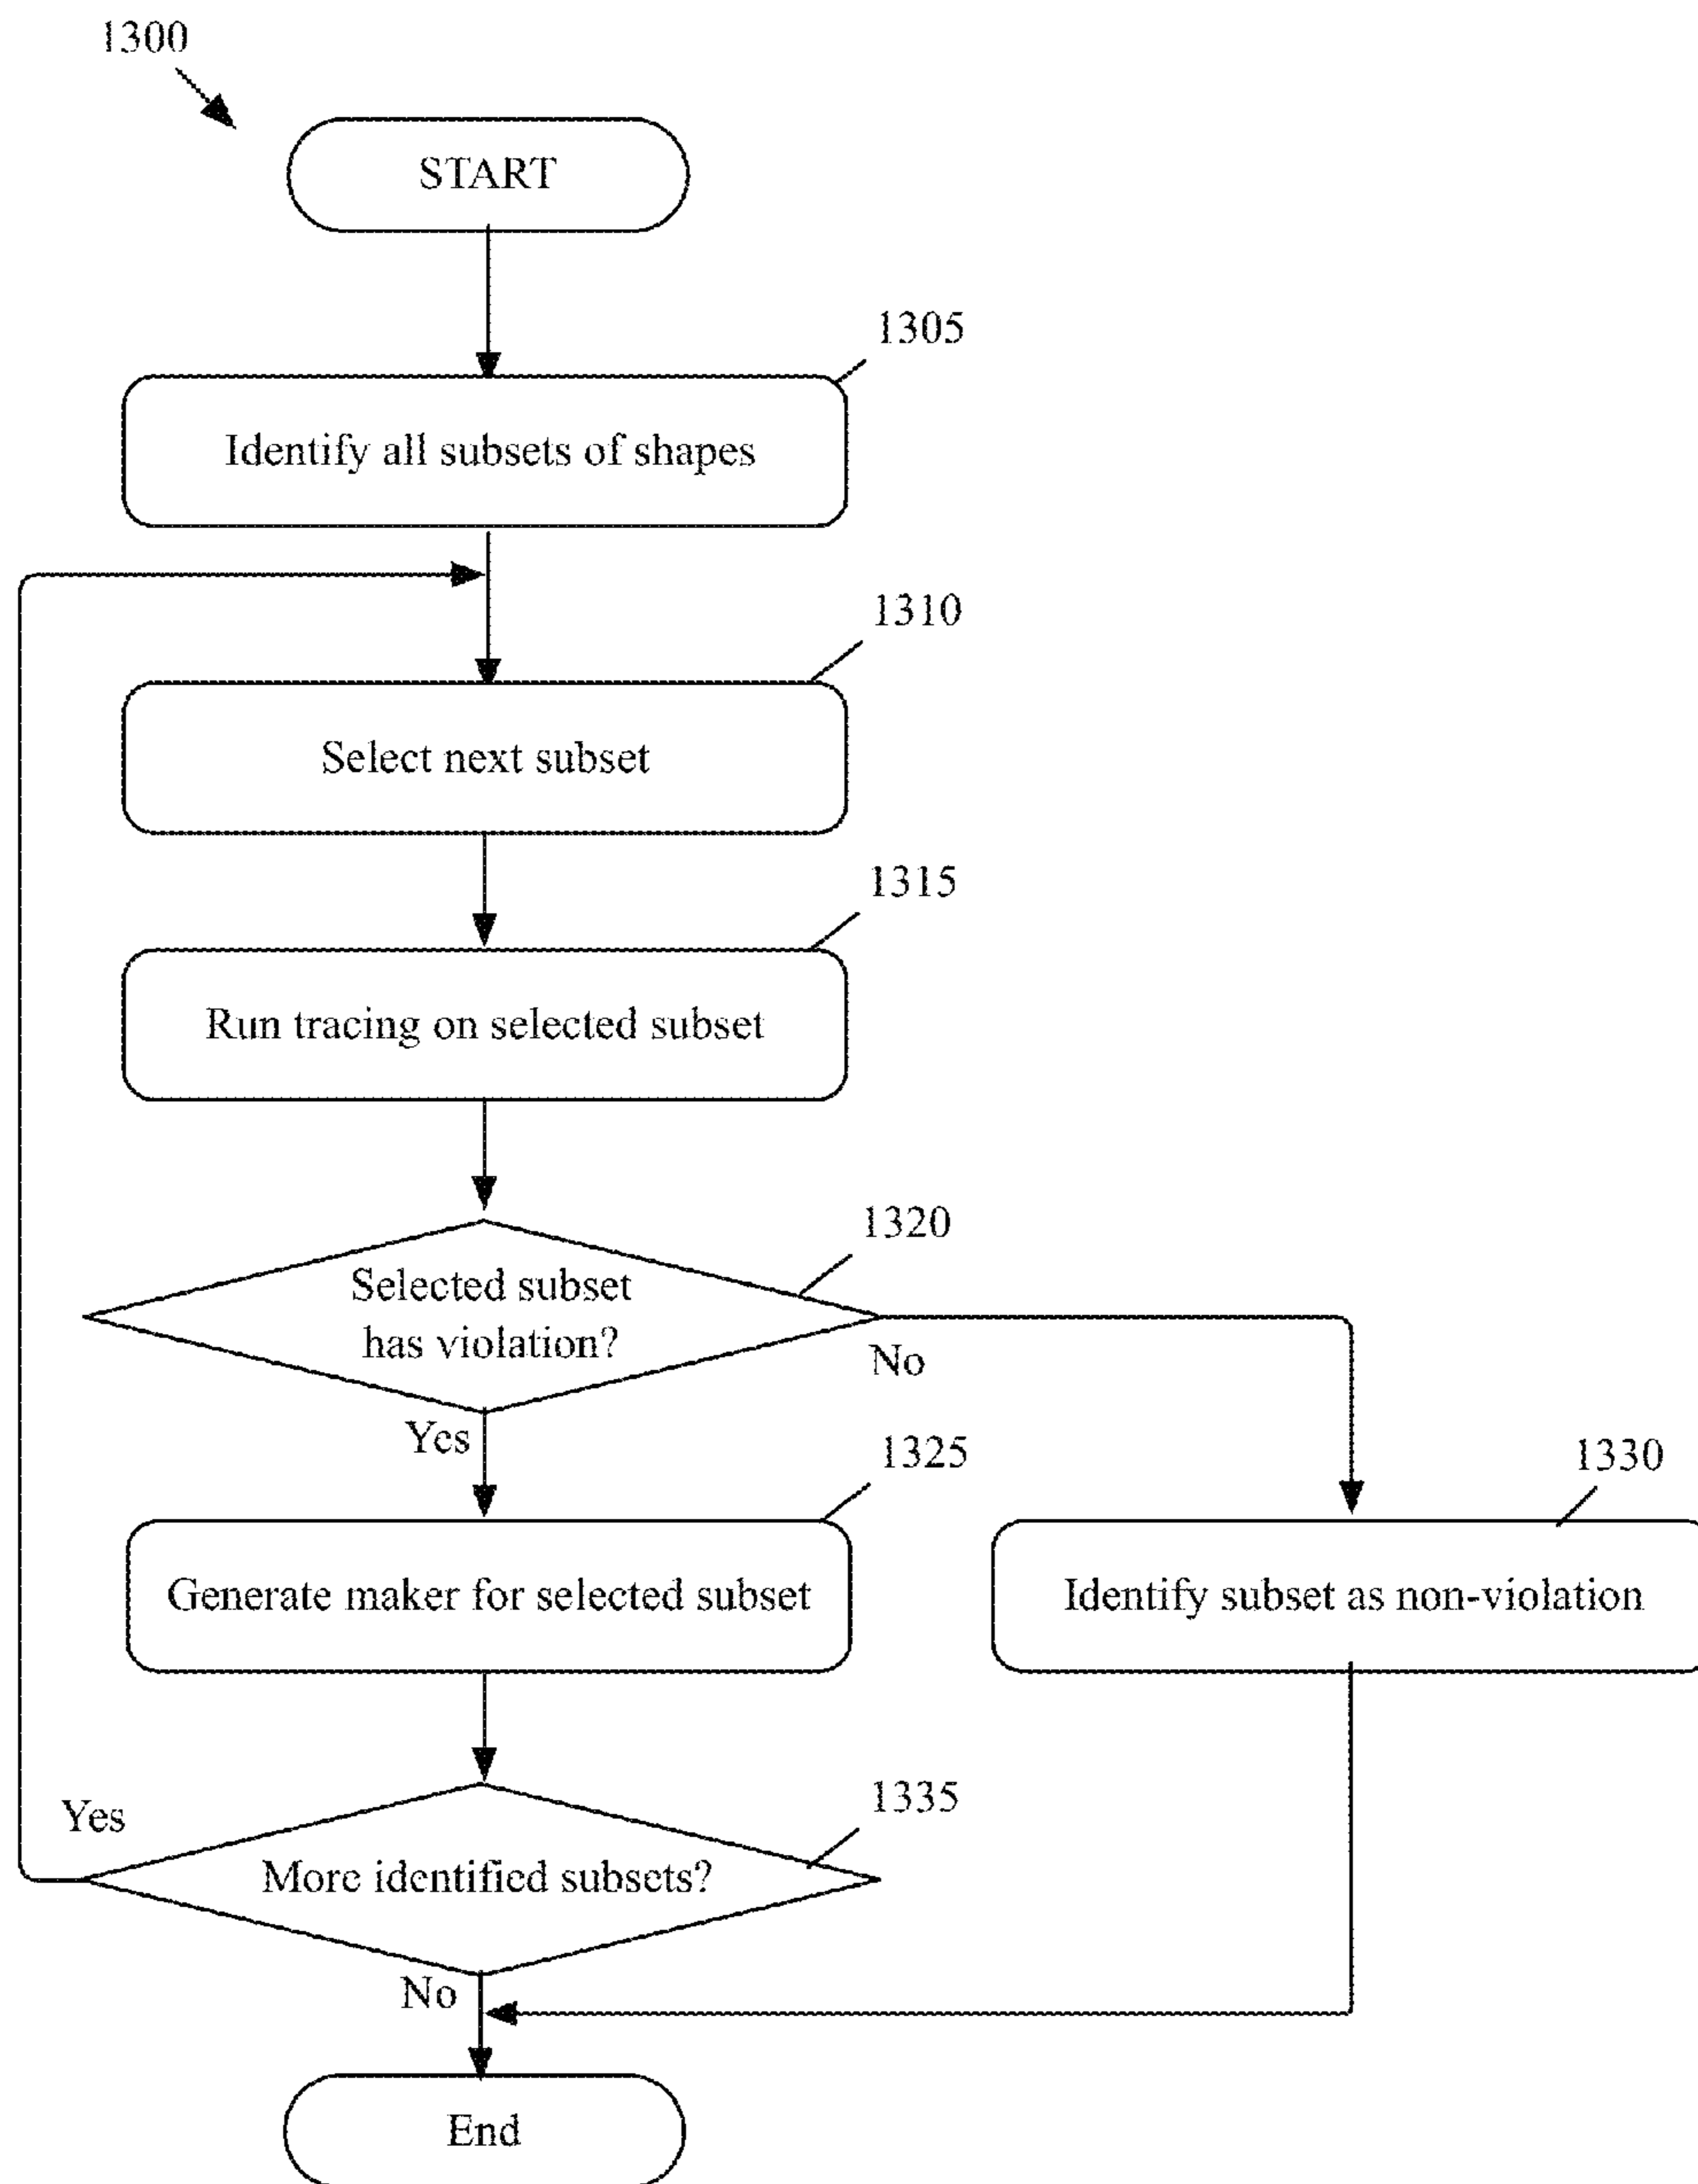 1300
START
1305
Identify all subsets of shapes
1310
Select next subset
1315
Run tracing on selected subset
1320
Selected subset
has violation?
No
Yes
1325
1330
Generate maker for selected subset
Identify subset as non-violation
1335
Yes
More identified subsets?
No
End